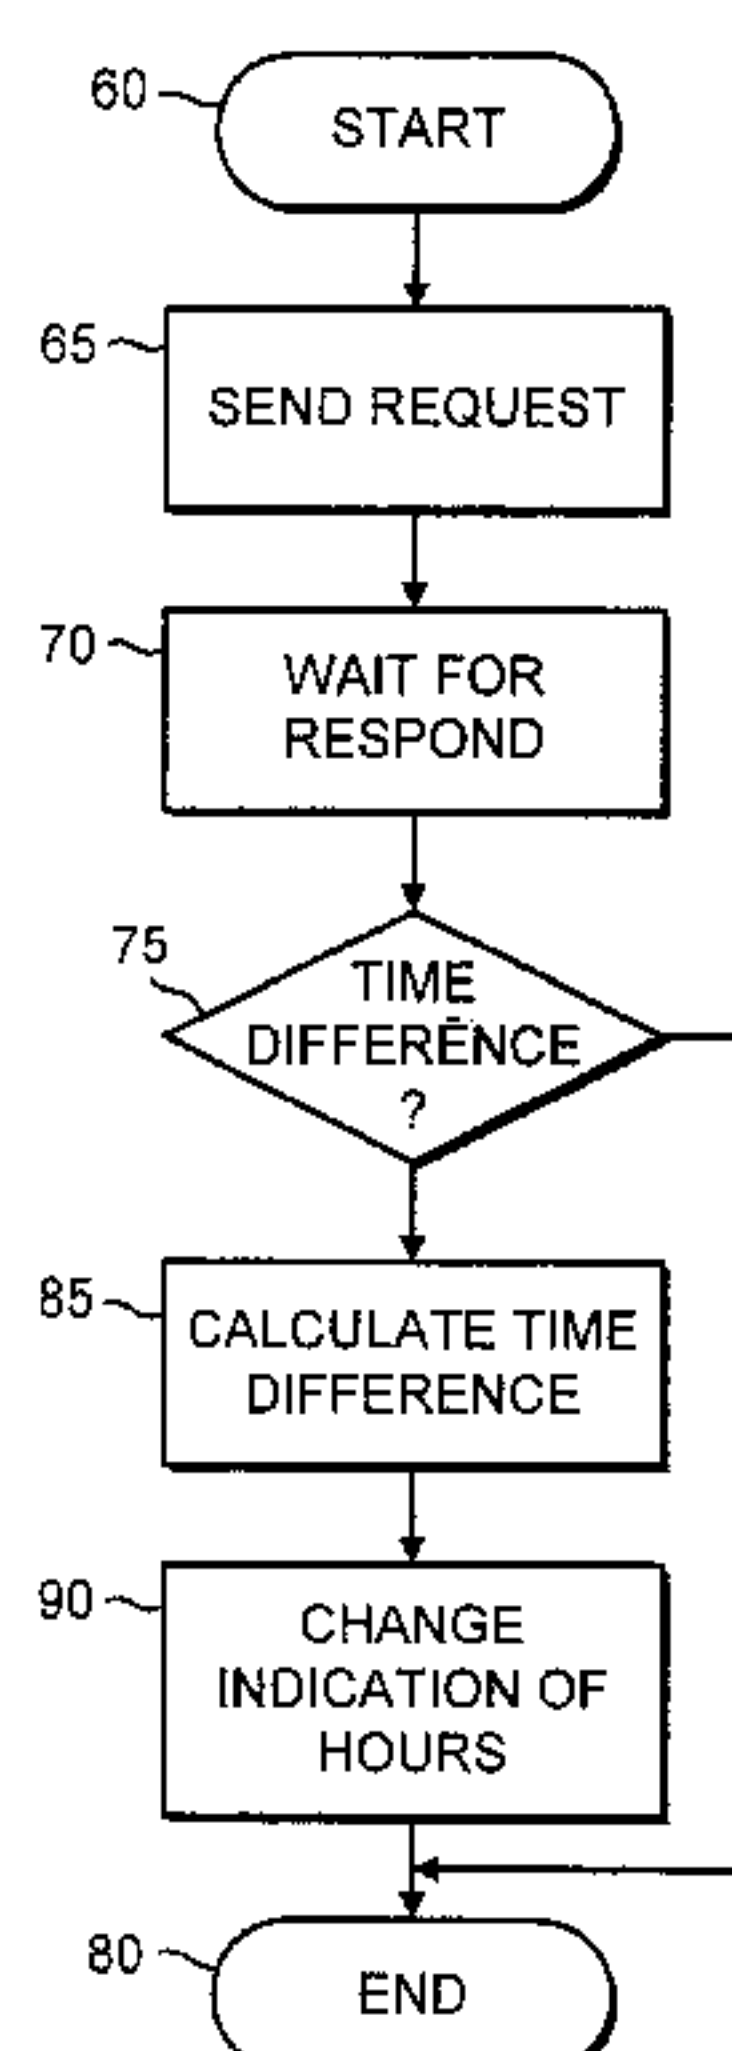 60
START
65
SEND REQUEST
70
WAIT FOR
RESPOND
75
TIME
DIFFERENCE
?
85
CALCULATE TIME
DIFFERENCE
90
CHANGE
INDICATION OF
HOURS
80
END